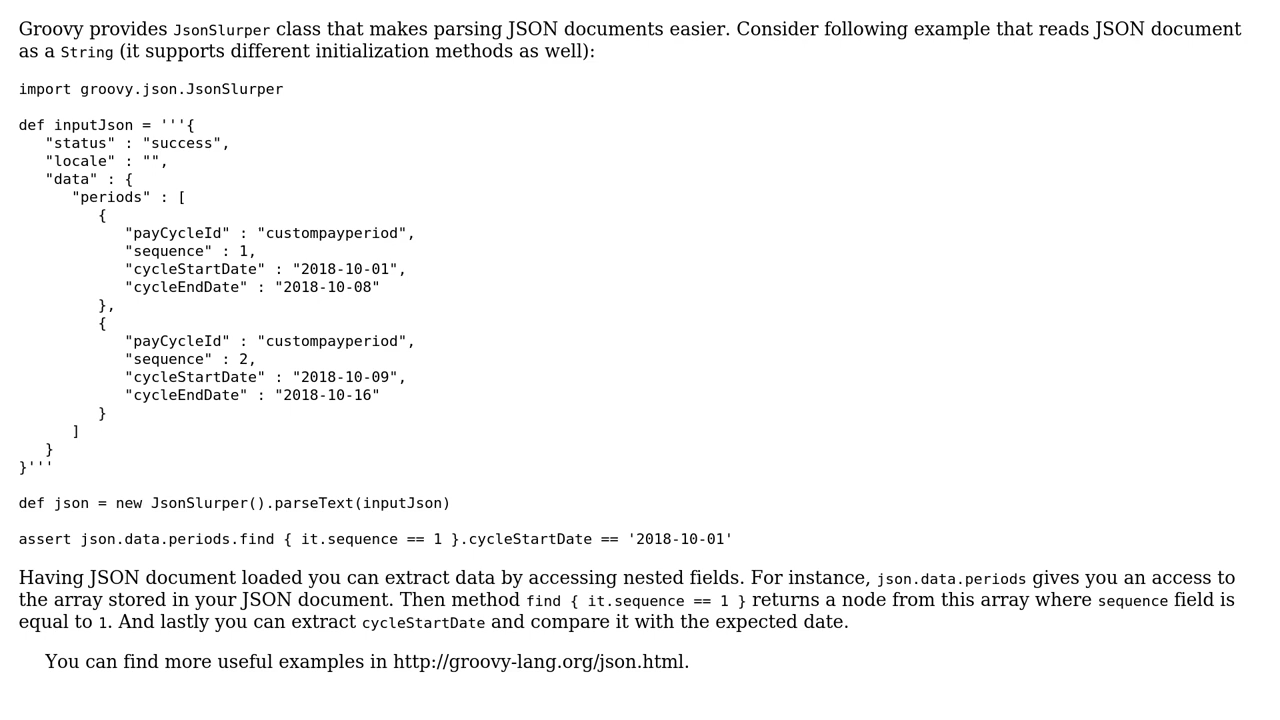 Groovy provides JsonSlurper class that makes parsing JSON documents easier. Consider following example that reads JSON document
as a String (it supports different initialization methods as well):
import groovy.json.JsonSlurper
def inputJson = '''{
   "status" : "success",
   "locale" : "",
   "data" : {
      "periods" : [
         {
            "payCycleId" : "custompayperiod",
            "sequence" : 1,
            "cycleStartDate" : "2018-10-01",
            "cycleEndDate" : "2018-10-08"
         },
         {
            "payCycleId" : "custompayperiod",
            "sequence" : 2,
            "cycleStartDate" : "2018-10-09",
            "cycleEndDate" : "2018-10-16"
         }
      ]
   }
}'''
def json = new JsonSlurper().parseText(inputJson)
assert json.data.periods.find { it.sequence == 1 }.cycleStartDate == '2018-10-01'
Having JSON document loaded you can extract data by accessing nested fields. For instance, json.data.periods gives you an access to
the array stored in your JSON document. Then method find { it.sequence == 1 } returns a node from this array where sequence field is
equal to 1. And lastly you can extract cycleStartDate and compare it with the expected date.
You can find more useful examples in http://groovy-lang.org/json.html.